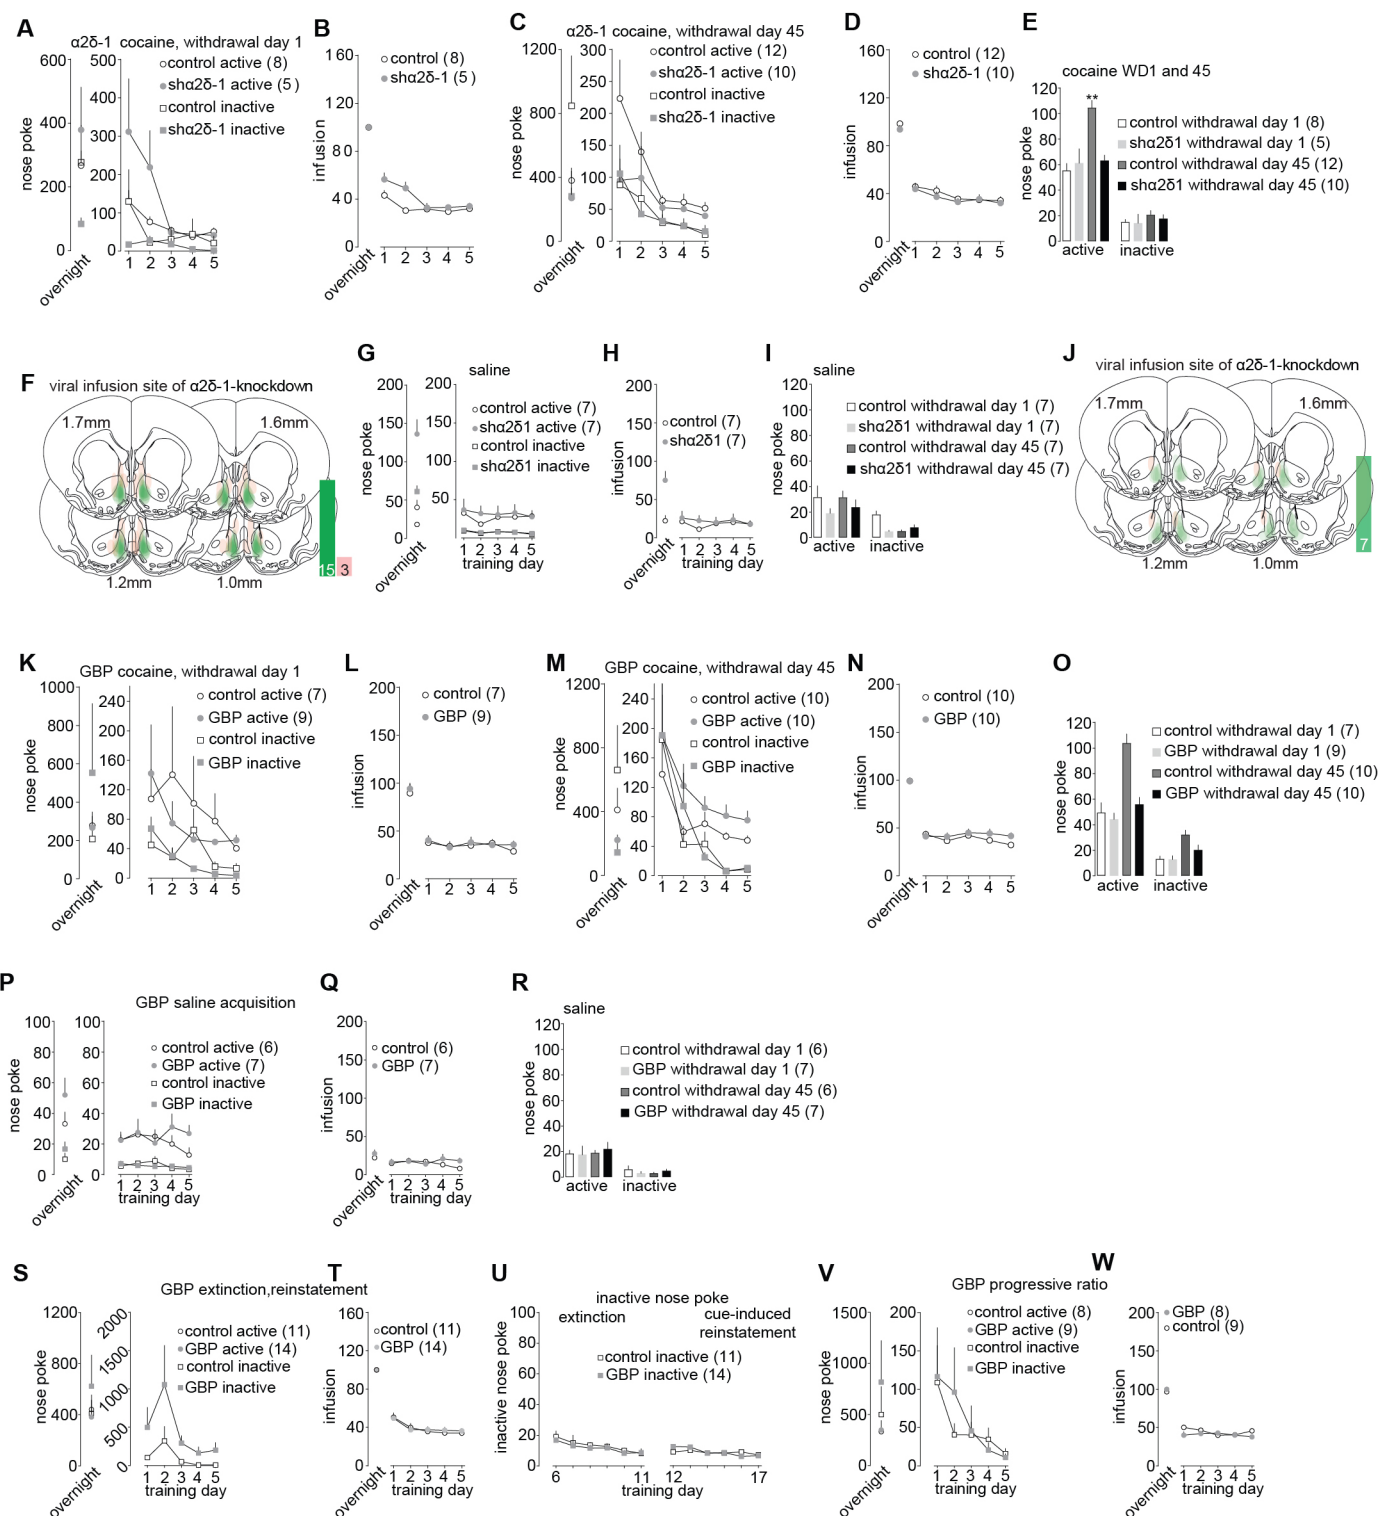 A
α2δ-1 cocaine, withdrawal day 1
nose poke
600
400
200
0
overnight
500
400
300
200
100
0
1 2 3 4 5
control active (8)
shα2δ-1 active (5)
control inactive
shα2δ-1 inactive
B
infusion
160
120
80
40
0
overnight
1 2 3 4 5
control (8)
shα2δ-1 (5)
C
α2δ-1 cocaine, withdrawal day 45
nose poke
1200
800
400
0
overnight
300
250
200
150
100
50
0
1 2 3 4 5
control active (12)
shα2δ-1 active (10)
control inactive
shα2δ-1 inactive
D
infusion
160
120
80
40
0
overnight
1 2 3 4 5
control (12)
shα2δ-1 (10)
E
cocaine WD1 and 45
nose poke
120
100
80
60
40
20
0
**
active inactive
control withdrawal day 1 (8)
shα2δ1 withdrawal day 1 (5)
control withdrawal day 45 (12)
shα2δ1 withdrawal day 45 (10)
F
viral infusion site of α2δ-1-knockdown
1.7mm 1.6mm
1.2mm 1.0mm
15 3
G
saline
nose poke
200
150
100
50
0
overnight
200
150
100
50
1 2 3 4 5
training day
control active (7)
shα2δ1 active (7)
control inactive
shα2δ1 inactive
H
infusion
200
150
100
50
0
overnight
1 2 3 4 5
training day
control (7)
shα2δ1 (7)
I
saline
nose poke
120
100
80
60
40
20
0
active inactive
control withdrawal day 1 (7)
shα2δ1 withdrawal day 1 (7)
control withdrawal day 45 (7)
shα2δ1 withdrawal day 45 (7)
J
viral infusion site of α2δ-1-knockdown
1.7mm 1.6mm
1.2mm 1.0mm
7
K
GBP cocaine, withdrawal day 1
nose poke
1000
800
600
400
200
0
overnight
240
200
160
120
80
40
0
1 2 3 4 5
control active (7)
GBP active (9)
control inactive
GBP inactive
L
infusion
200
150
100
50
0
overnight
1 2 3 4 5
control (7)
GBP (9)
M
GBP cocaine, withdrawal day 45
nose poke
1200
800
400
0
overnight
240
200
160
120
80
40
0
1 2 3 4 5
control active (10)
GBP active (10)
control inactive
GBP inactive
N
infusion
200
150
100
50
0
overnight
1 2 3 4 5
control (10)
GBP (10)
O
nose poke
120
100
80
60
40
20
0
active inactive
control withdrawal day 1 (7)
GBP withdrawal day 1 (9)
control withdrawal day 45 (10)
GBP withdrawal day 45 (10)
P
GBP saline acquisition
nose poke
100
80
60
40
20
0
overnight
100
80
60
40
20
0
1 2 3 4 5
training day
control active (6)
GBP active (7)
control inactive
GBP inactive
Q
infusion
200
150
100
50
0
overnight
1 2 3 4 5
training day
control (6)
GBP (7)
R
saline
nose poke
120
100
80
60
40
20
0
active inactive
control withdrawal day 1 (6)
GBP withdrawal day 1 (7)
control withdrawal day 45 (6)
GBP withdrawal day 45 (7)
S
GBP extinction,reinstatement
nose poke
1200
800
400
0
overnight
2000
1500
1000
500
0
1 2 3 4 5
training day
control active (11)
GBP active (14)
control inactive
GBP inactive
T
infusion
160
120
80
40
0
overnight
1 2 3 4 5
training day
control (11)
GBP (14)
U
inactive nose poke
extinction
cue-induced
reinstatement
inactive nose poke
100
80
60
40
20
0
6 11 12 17
training day
control inactive (11)
GBP inactive (14)
V
GBP progressive ratio
nose poke
1500
1000
500
0
overnight
200
150
100
50
0
1 2 3 4 5
training day
control active (8)
GBP active (9)
control inactive
GBP inactive
W
infusion
200
150
100
50
0
overnight
1 2 3 4 5
training day
GBP (8)
control (9)